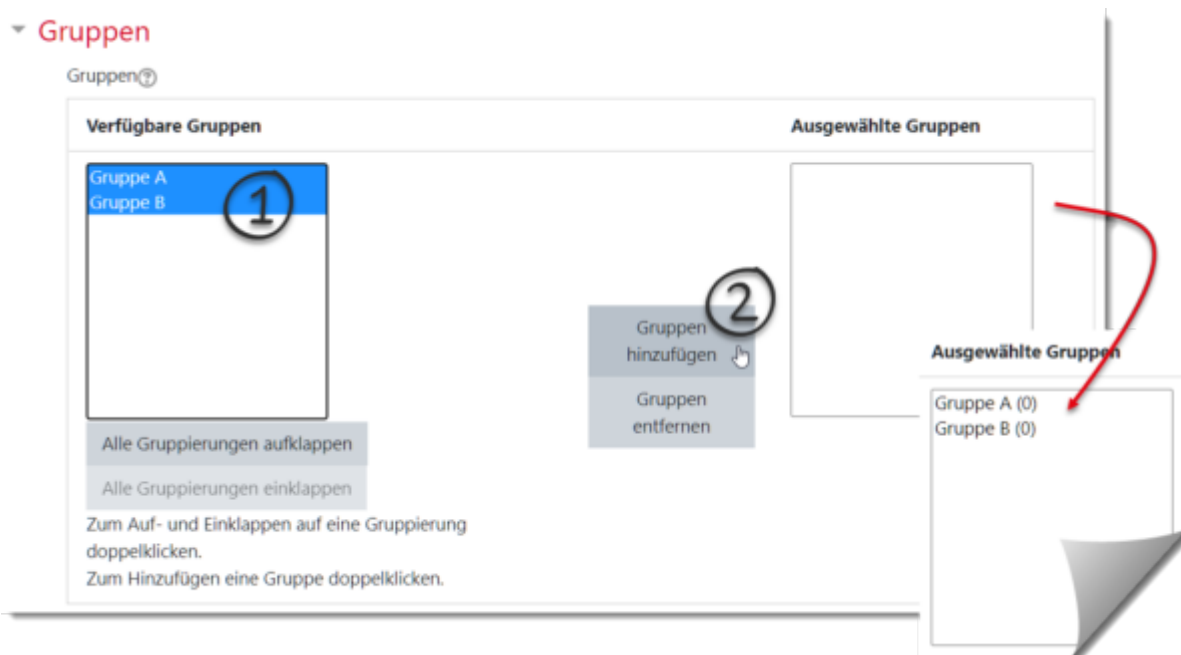 Gruppen
Gruppen?
Verfügbare Gruppen
Ausgewählte Gruppen
Gruppe A
Gruppe B
1
2
Gruppen
hinzufügen
Gruppen
entfernen
Ausgewählte Gruppen
Gruppe A (0)
Gruppe B (0)
Alle Gruppierungen aufklappen
Alle Gruppierungen einklappen
Zum Auf- und Einklappen auf eine Gruppierung
doppelklicken.
Zum Hinzufügen eine Gruppe doppelklicken.